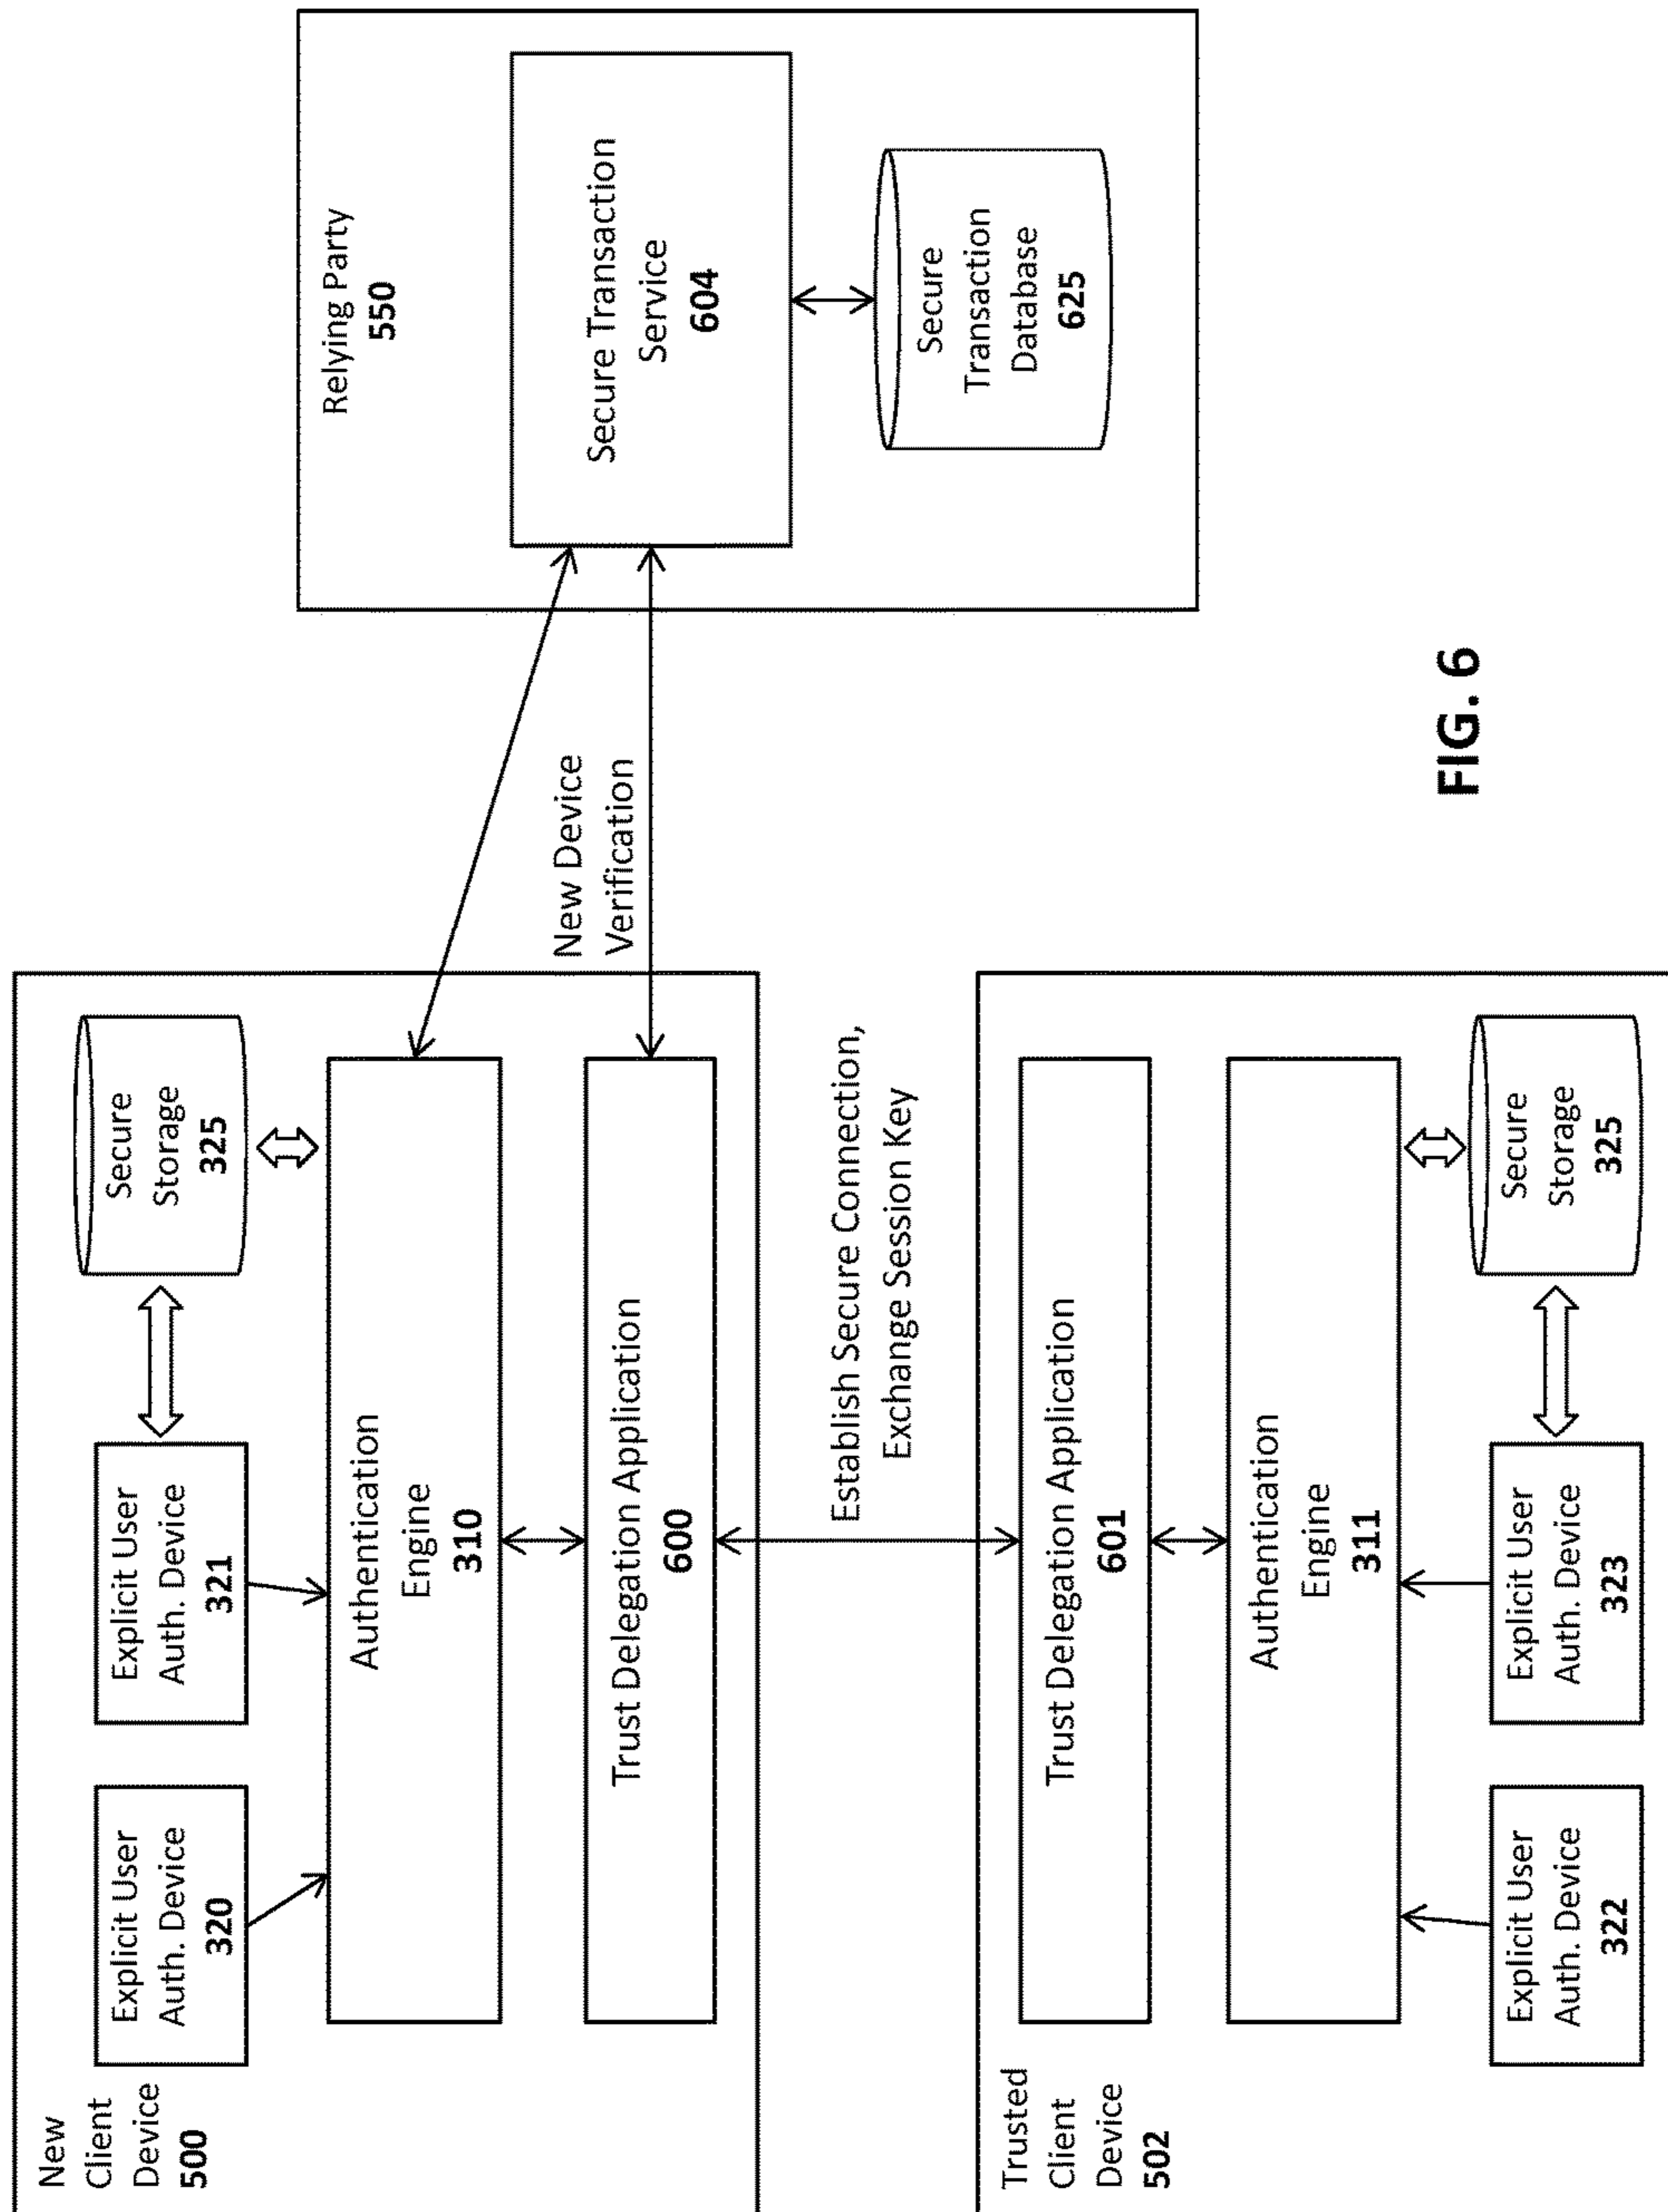 New
Client
Device
500
Explicit User
Auth. Device
320
Explicit User
Auth. Device
321
Secure
Storage
325
Authentication
Engine
310
Trust Delegation Application
600
New Device
Verification
Relying Party
550
Secure Transaction
Service
604
Secure
Transaction
Database
625
Establish Secure Connection,
Exchange Session Key
Trusted
Client
Device
502
Trust Delegation Application
601
Authentication
Engine
311
Explicit User
Auth. Device
322
Explicit User
Auth. Device
323
Secure
Storage
325
FIG. 6